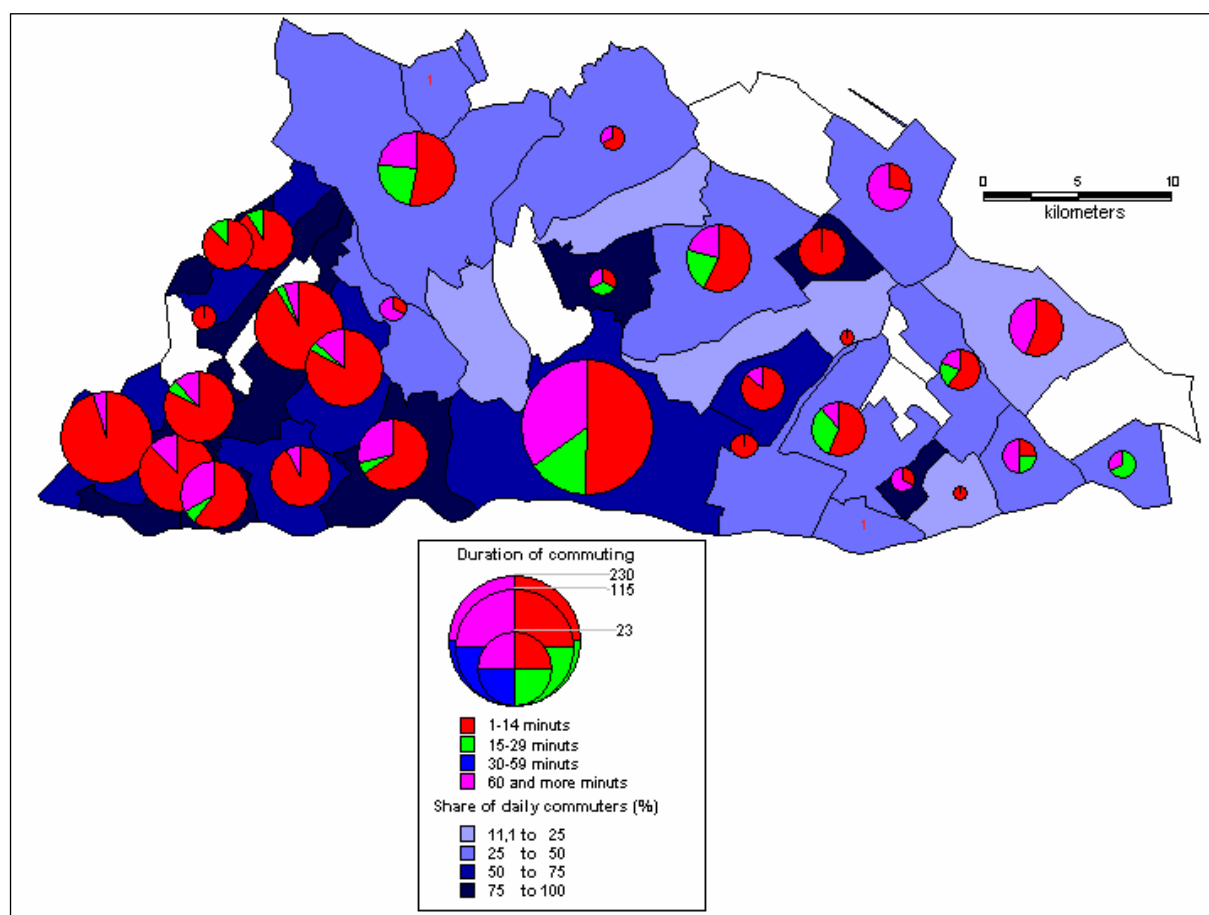 1
0 5 10
kilometers
1
Duration of commuting
230
115
23
1-14 minuts
15-29 minuts
30-59 minuts
60 and more minuts
Share of daily commuters (%)
11,1 to 25
25 to 50
50 to 75
75 to 100